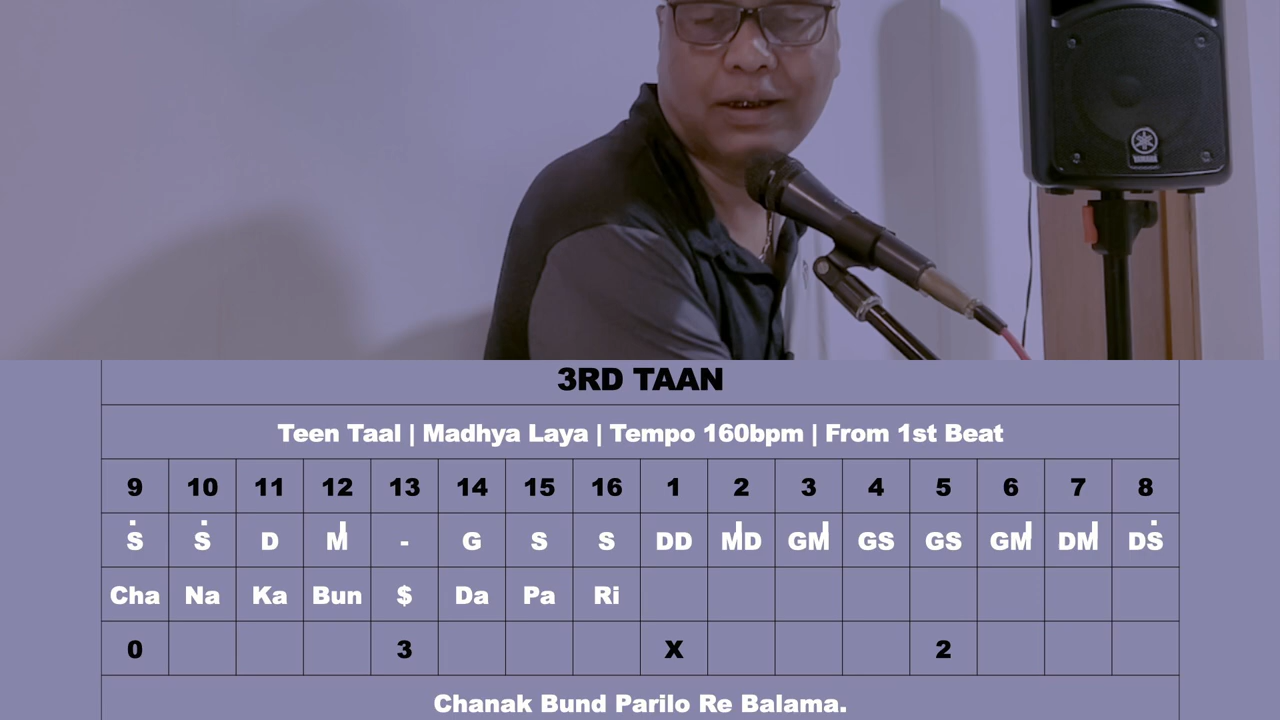 YAMAHA
3RD TAAN
Teen Taal | Madhya Laya | Tempo 160bpm | From 1st Beat
9 10 11 12 13 14 15 16 1 2 3 4 5 6 7 8
Ṡ Ṡ D M̍ - G S S DD M̍D GM̍ GS GS GM̍ DM̍ DṠ
Cha Na Ka Bun $ Da Pa Ri
0 3 X 2
Chanak Bund Parilo Re Balama.